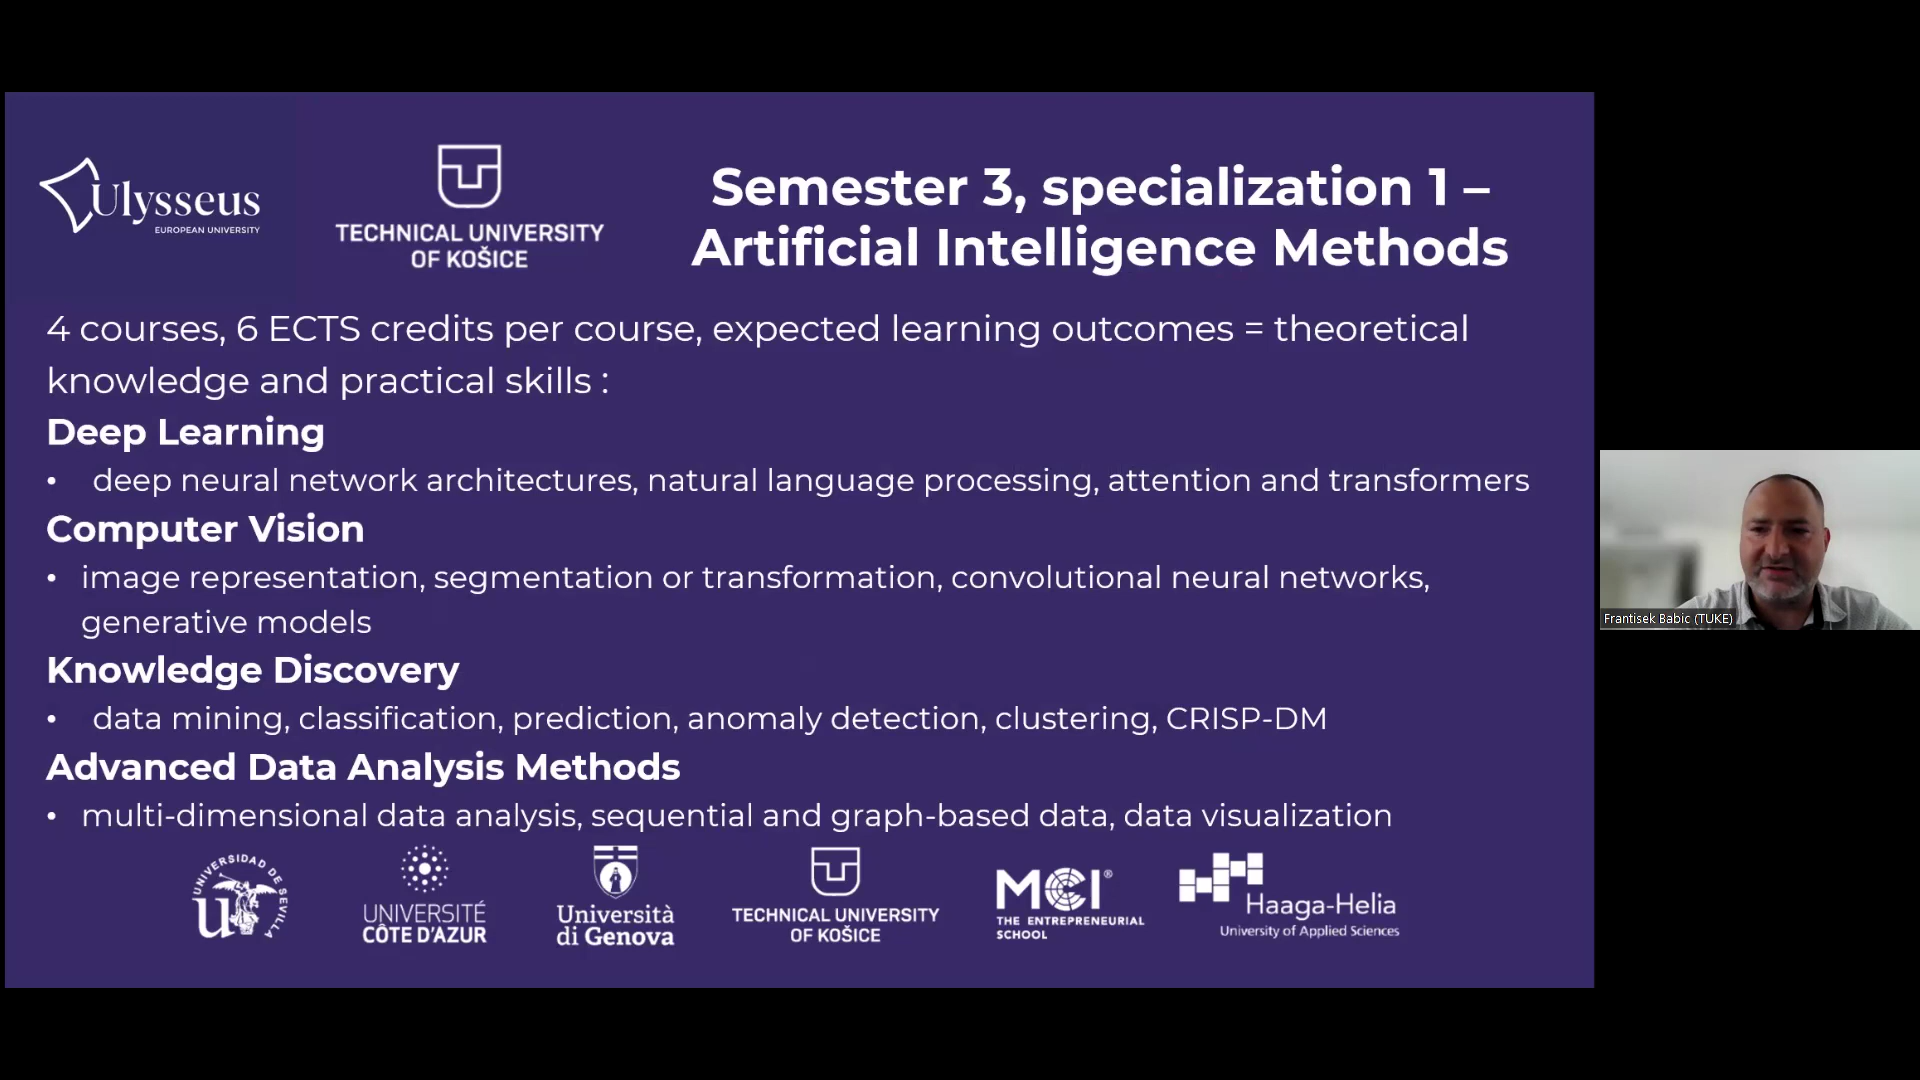 Ulysseus
EUROPEAN UNIVERSITY
TECHNICAL UNIVERSITY
OF KOŠICE
Semester 3, specialization 1 –
Artificial Intelligence Methods
4 courses, 6 ECTS credits per course, expected learning outcomes = theoretical
knowledge and practical skills :
Deep Learning
• deep neural network architectures, natural language processing, attention and transformers
Computer Vision
• image representation, segmentation or transformation, convolutional neural networks,
generative models
Knowledge Discovery
• data mining, classification, prediction, anomaly detection, clustering, CRISP-DM
Advanced Data Analysis Methods
• multi-dimensional data analysis, sequential and graph-based data, data visualization
UNIVERSIDAD DE SEVILLA
UNIVERSITÉ
CÔTE D'AZUR
Università
di Genova
TECHNICAL UNIVERSITY
OF KOŠICE
MCI®
THE ENTREPRENEURIAL
SCHOOL
Haaga-Helia
University of Applied Sciences
Frantisek Babic (TUKE)